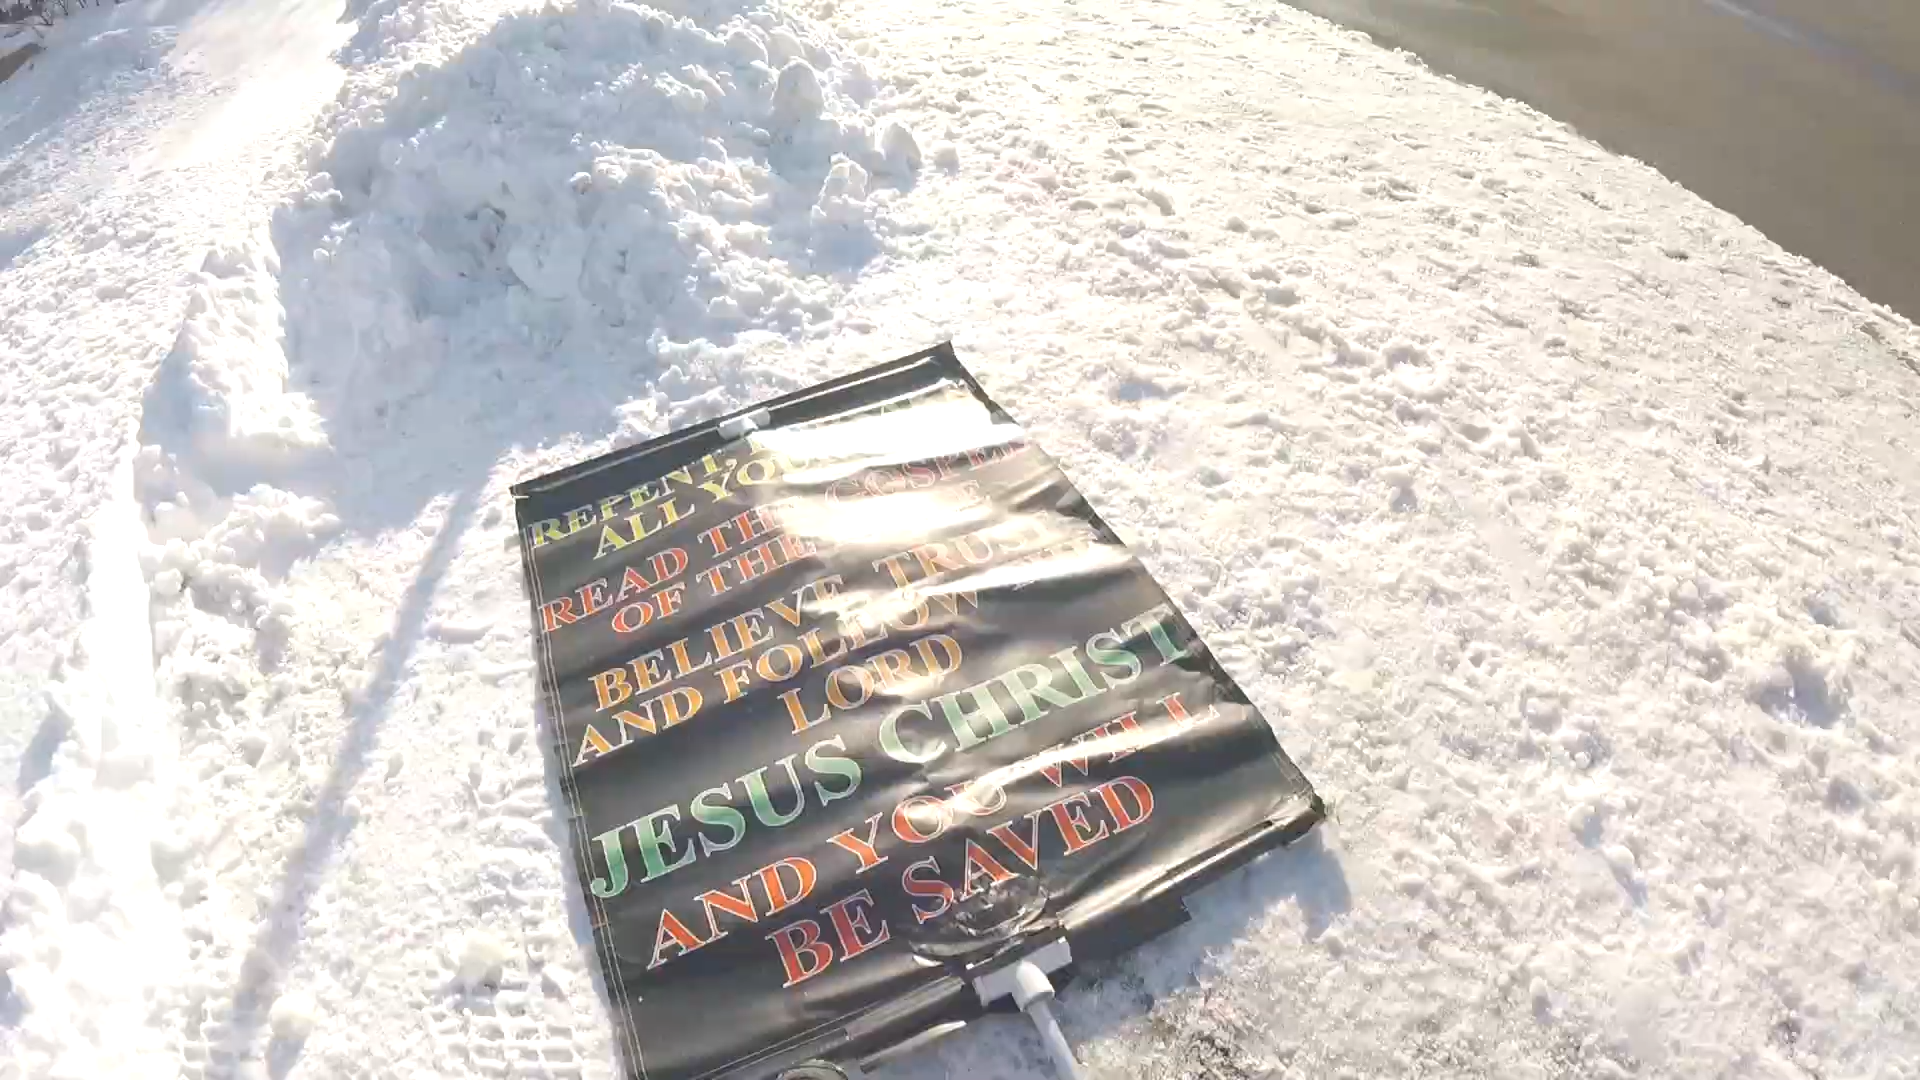 REPENT,
ALL YOUR
READ THE GOSPEL
OF THE
BELIEVE, TRUST
AND FOLLOW
LORD
JESUS CHRIST
AND YOU WILL
BE SAVED